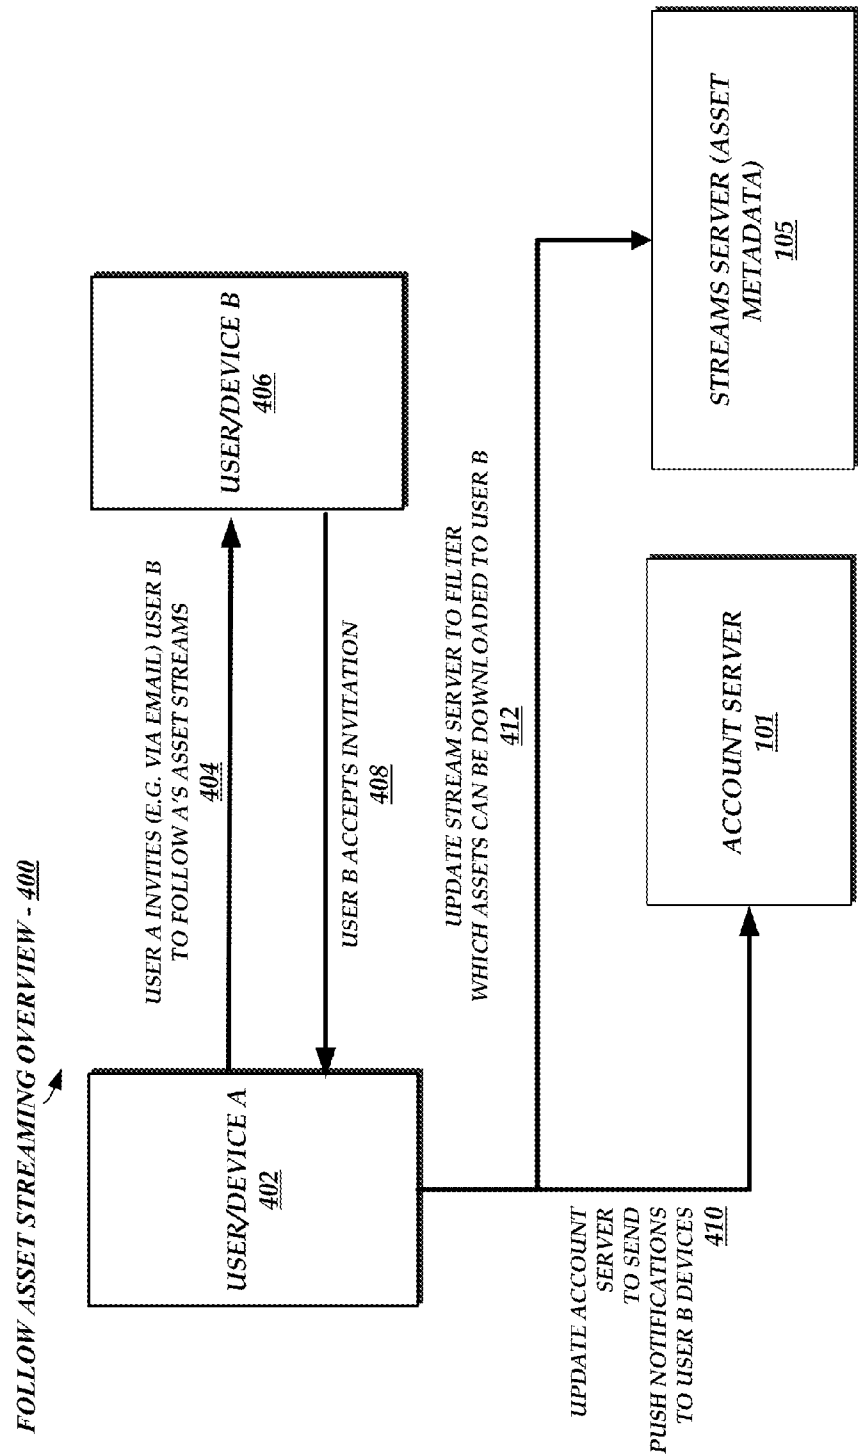 FOLLOW ASSET STREAMING OVERVIEW - 400
USER/DEVICE A
402
USER A INVITES (E.G. VIA EMAIL) USER B
TO FOLLOW A'S ASSET STREAMS
404
USER/DEVICE B
406
USER B ACCEPTS INVITATION
408
UPDATE STREAM SERVER TO FILTER
WHICH ASSETS CAN BE DOWNLOADED TO USER B
412
UPDATE ACCOUNT
SERVER
TO SEND
PUSH NOTIFICATIONS
TO USER B DEVICES
410
ACCOUNT SERVER
101
STREAMS SERVER (ASSET
METADATA)
105